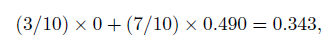 (3/10) × 0 + (7/10) × 0.490 = 0.343,